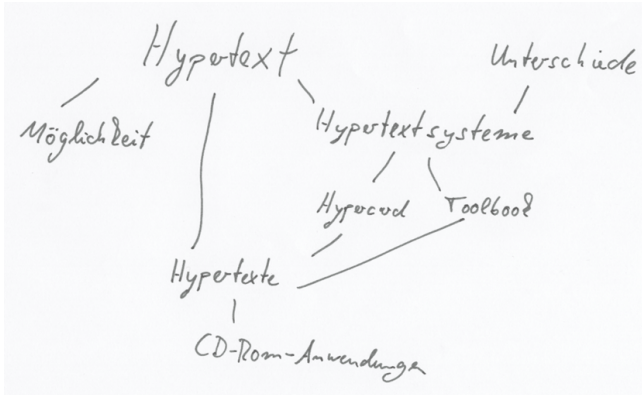 Hypertext
Unterschiede
Möglichkeit
Hypertextsysteme
Hypercard
Toolbook
Hypertexte
CD-Rom-Anwendungen